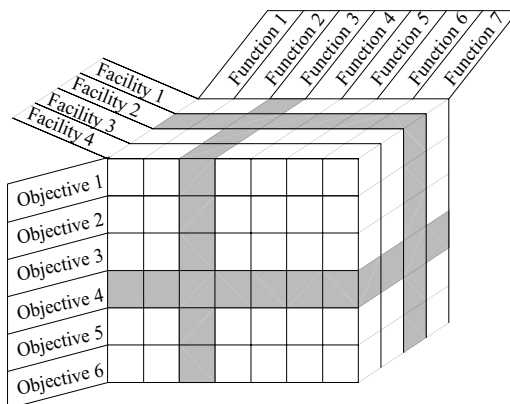 Function 1
Function 2
Function 3
Function 4
Function 5
Function 6
Function 7
Facility 1
Facility 2
Facility 3
Facility 4
Objective 1
Objective 2
Objective 3
Objective 4
Objective 5
Objective 6